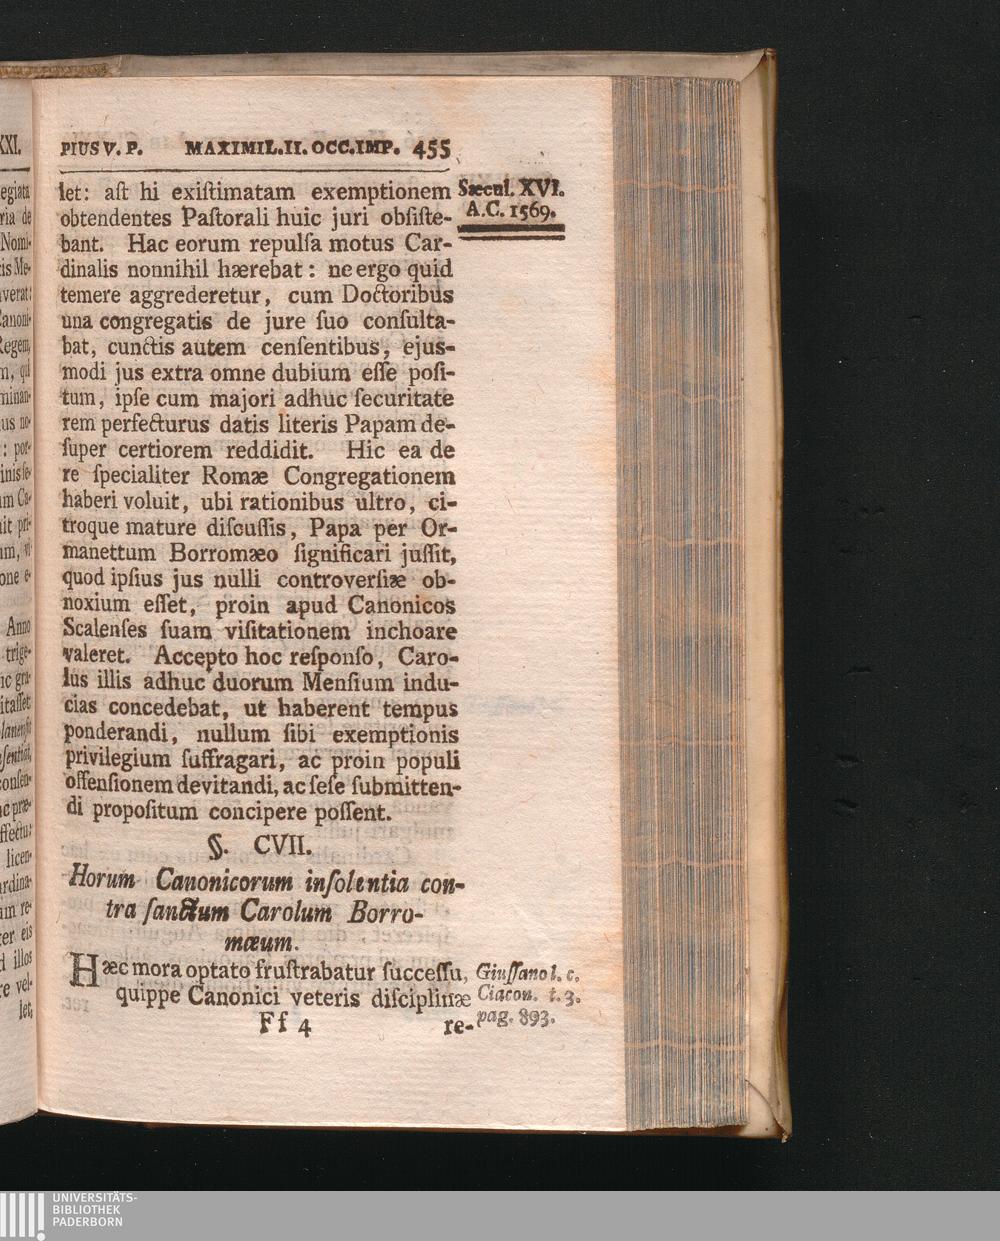 PIUS V. P. MAXIMIL. II. OCC. IMP. 455
Sæcul. XVI.
A. C. 1569.
let: aſt hi exiſtimatam exemptionem
obtendentes Paſtorali huic juri obſiſte-
bant. Hac eorum repulſa motus Car-
dinalis nonnihil hærebat: ne ergo quid
temere aggrederetur, cum Doctoribus
una congregatis de jure ſuo conſulta-
bat, cunctis autem cenſentibus, ejus-
modi jus extra omne dubium eſſe poſi-
tum, ipſe cum majori adhuc ſecuritate
rem perfecturus datis literis Papam de-
ſuper certiorem reddidit. Hic ea de
re ſpecialiter Romæ Congregationem
haberi voluit, ubi rationibus ultro, ci-
troque mature diſcuſſis, Papa per Or-
manettum Borromæo ſignificari juſſit,
quod ipſius jus nulli controverſiæ ob-
noxium eſſet, proin apud Canonicos
Scalenſes ſuam viſitationem inchoare
valeret. Accepto hoc reſponſo, Caro-
lus illis adhuc duorum Menſium indu-
cias concedebat, ut haberent tempus
ponderandi, nullum ſibi exemptionis
privilegium ſuffragari, ac proin populi
offenſionem devitandi, ac ſeſe ſubmitten-
di propoſitum concipere poſſent.
§. CVII.
Horum Canonicorum inſolentia con-
tra ſanctum Carolum Borro-
mæum.
Hæc mora optato fruſtrabatur ſucceſſu,
quippe Canonici veteris diſciplinæ
Giuſſano l. c.
Ciacon. t. 3.
pag. 893.
Ff 4 re-
UNIVERSITÄTS-
BIBLIOTHEK
PADERBORN